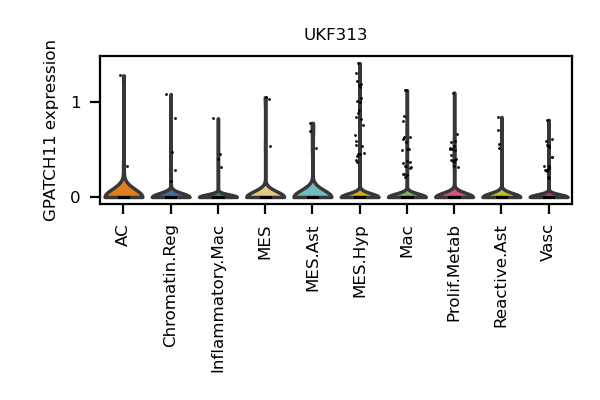 UKF313
GPATCH11 expression
1
0
AC
Chromatin.Reg
Inflammatory.Mac
MES
MES.Ast
MES.Hyp
Mac
Prolif.Metab
Reactive.Ast
Vasc